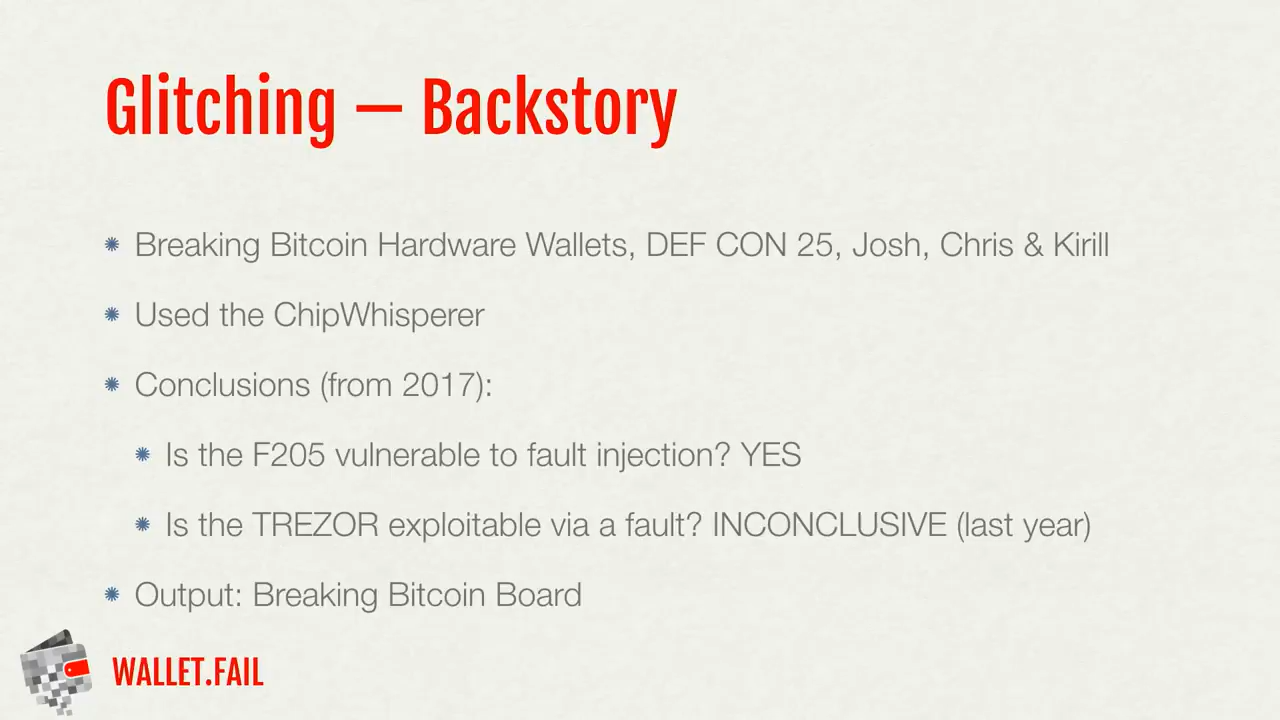 Glitching — Backstory
Breaking Bitcoin Hardware Wallets, DEF CON 25, Josh, Chris & Kirill
Used the ChipWhisperer
Conclusions (from 2017):
Is the F205 vulnerable to fault injection? YES
Is the TREZOR exploitable via a fault? INCONCLUSIVE (last year)
Output: Breaking Bitcoin Board
WALLET.FAIL